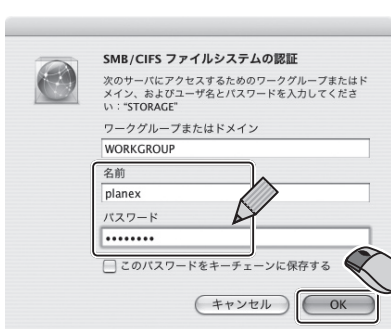 SMB/CIFS ファイルシステムの認証
次のサーバにアクセスするためのワークグループまたはド
メイン、およびユーザ名とパスワードを入力してくださ
い：“STORAGE”
ワークグループまたはドメイン
WORKGROUP
名前
planex
パスワード
••••••••
このパスワードをキーチェーンに保存する
キャンセル
OK